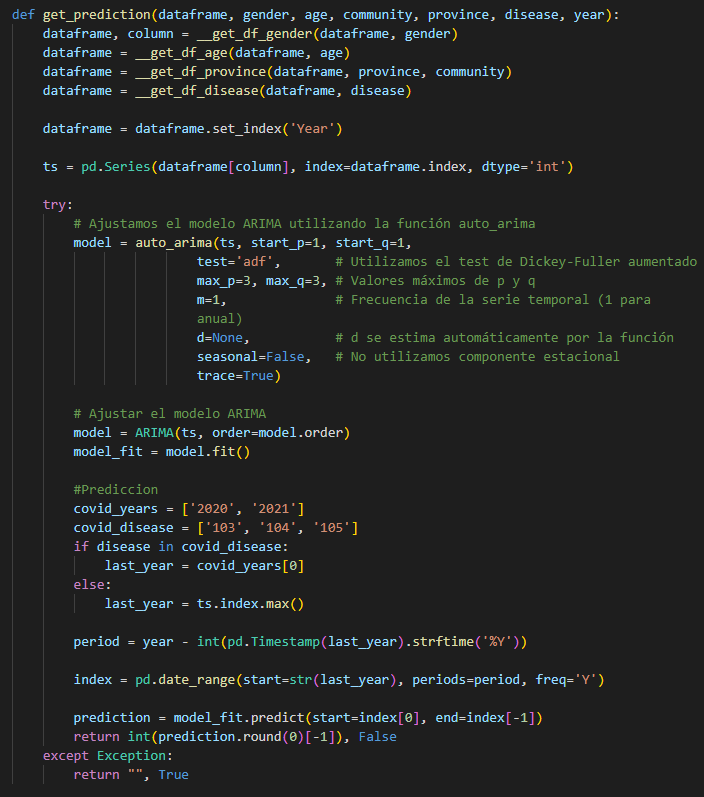 def get_prediction(dataframe, gender, age, community, province, disease, year):
    dataframe, column = __get_df_gender(dataframe, gender)
    dataframe = __get_df_age(dataframe, age)
    dataframe = __get_df_province(dataframe, province, community)
    dataframe = __get_df_disease(dataframe, disease)

    dataframe = dataframe.set_index('Year')

    ts = pd.Series(dataframe[column], index=dataframe.index, dtype='int')

    try:
        # Ajustamos el modelo ARIMA utilizando la función auto_arima
        model = auto_arima(ts, start_p=1, start_q=1,
                        test='adf',       # Utilizamos el test de Dickey-Fuller aumentado
                        max_p=3, max_q=3, # Valores máximos de p y q
                        m=1,              # Frecuencia de la serie temporal (1 para
                        anual)
                        d=None,           # d se estima automáticamente por la función
                        seasonal=False,   # No utilizamos componente estacional
                        trace=True)

        # Ajustar el modelo ARIMA
        model = ARIMA(ts, order=model.order)
        model_fit = model.fit()

        #Prediccion
        covid_years = ['2020', '2021']
        covid_disease = ['103', '104', '105']
        if disease in covid_disease:
            last_year = covid_years[0]
        else:
            last_year = ts.index.max()

        period = year - int(pd.Timestamp(last_year).strftime('%Y'))

        index = pd.date_range(start=str(last_year), periods=period, freq='Y')

        prediction = model_fit.predict(start=index[0], end=index[-1])
        return int(prediction.round(0)[-1]), False
    except Exception:
        return "", True